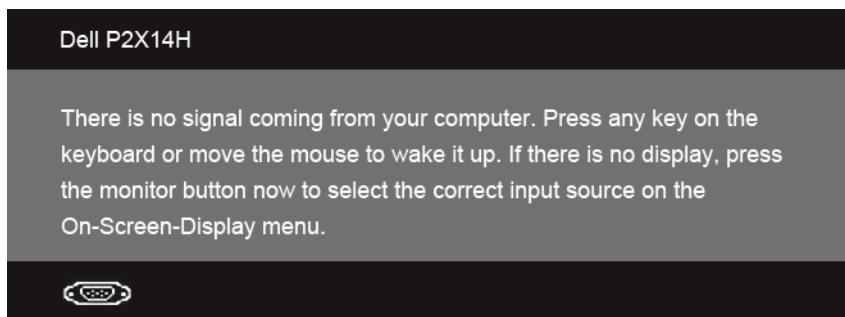 Dell P2X14H
There is no signal coming from your computer. Press any key on the
keyboard or move the mouse to wake it up. If there is no display, press
the monitor button now to select the correct input source on the
On-Screen-Display menu.